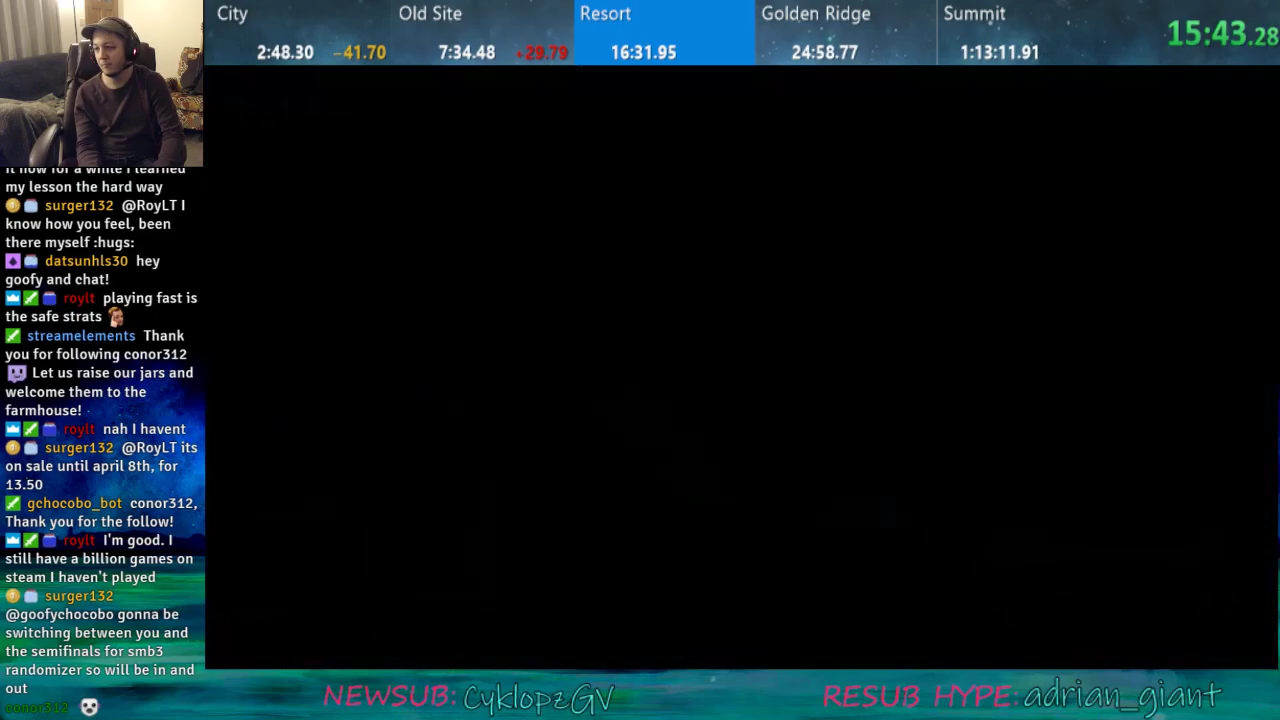 City
Old Site
Resort
Golden Ridge
Summit
15:43.28
2:48.30 −41.70
7:34.48 +29.79
16:31.95
24:58.77
1:13:11.91
it now for a while I learned
my lesson the hard way
surger132 @RoyLT I
know how you feel, been
there myself :hugs:
datsunhls30 hey
goofy and chat!
roylt playing fast is
the safe strats
streamelements Thank
you for following conor312
Let us raise our jars and
welcome them to the
farmhouse!
roylt nah I havent
surger132 @RoyLT its
on sale until april 8th, for
13.50
gchocobo_bot conor312,
Thank you for the follow!
roylt I'm good. I
still have a billion games on
steam I haven't played
surger132
@goofychocobo gonna be
switching between you and
the semifinals for smb3
randomizer so will be in and
out
conor312
NEWSUB: CyklopzGV
RESUB HYPE: adrian_giant